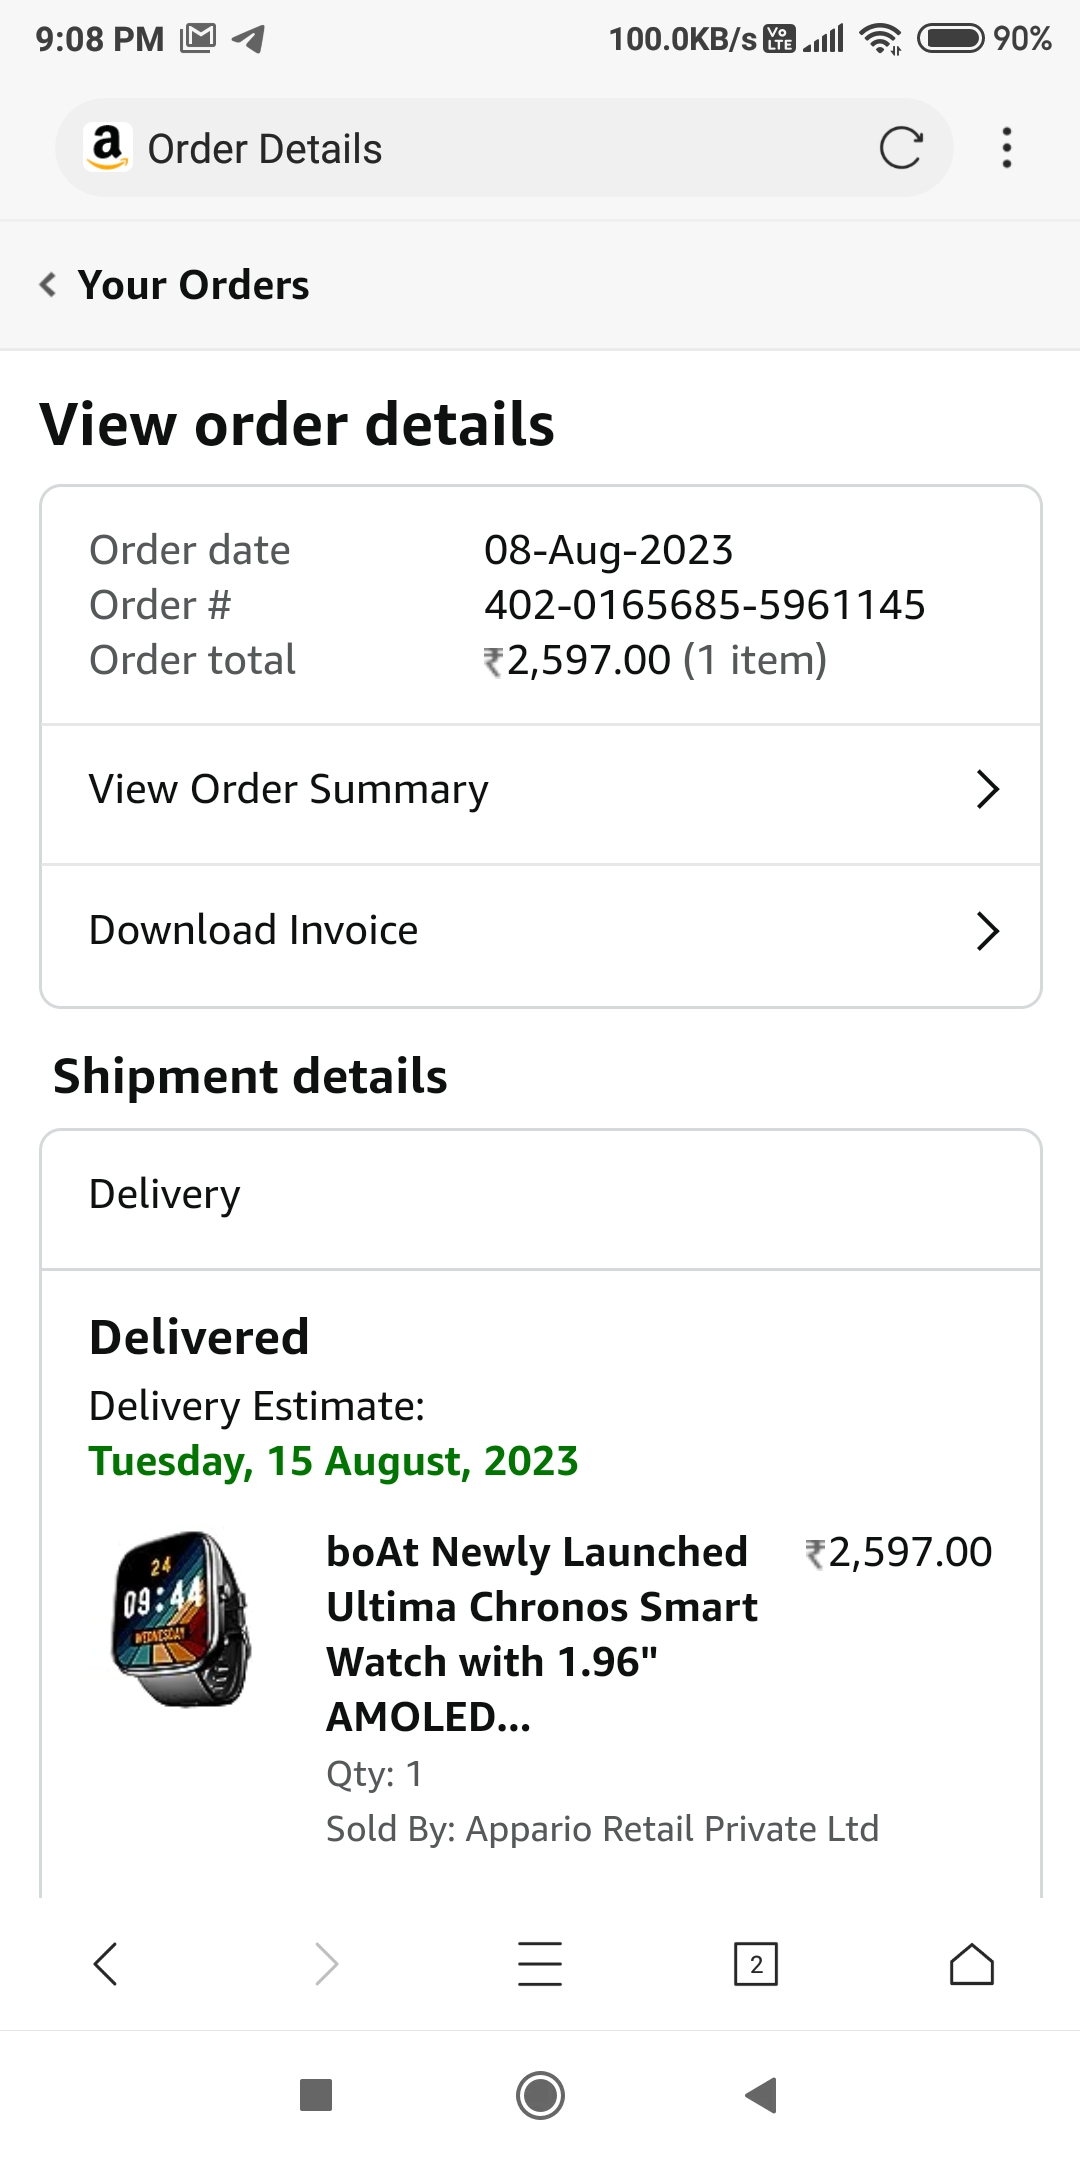 9:08 PM
100.0KB/s Vo LTE 90%
a Order Details
Your Orders
View order details
Order date 08-Aug-2023
Order # 402-0165685-5961145
Order total ₹2,597.00 (1 item)
View Order Summary
Download Invoice
Shipment details
Delivery
Delivered
Delivery Estimate:
Tuesday, 15 August, 2023
24
09:44
WEDNESDAY
boAt Newly Launched ₹2,597.00
Ultima Chronos Smart
Watch with 1.96"
AMOLED...
Qty: 1
Sold By: Appario Retail Private Ltd
2